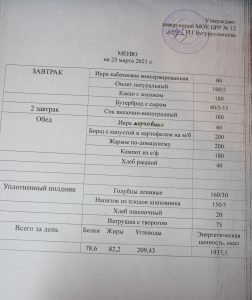 Утверждаю:
заведующий МОУ ЦРР № 12
И.Г Бутурусланцева
МЕНЮ
на 25 марта 2021 г.
ЗАВТРАК
Икра кабачковая консервированная 60
Омлет натуральный 100/5
Какао с молоком 180
Бутерброд с сыром 40/5/15
2 завтрак Сок яблочно-виноградный 180
Обед Икра морковная 60
Борщ с капустой и картофелем на м/б 200
Жаркое по-домашнему 200
Компот из с/ф 180
Хлеб ржаной 40
Уплотненный полдник Голубцы ленивые 160/30
Напиток из плодов шиповника 150/5
Хлеб пшеничный 20
Ватрушка с творогом 75
Всего за день Белки Жиры Углеводы Энергетическая
ценность, ккал
78,6 82,2 209,43 1937,1